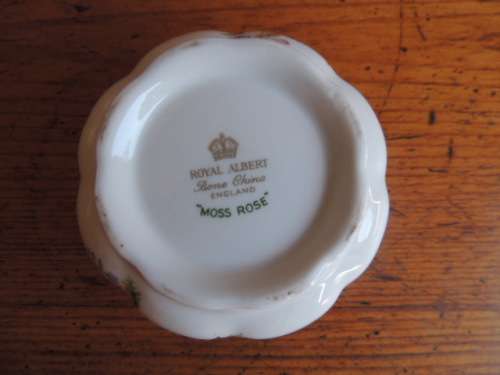 ROYAL ALBERT
Bone China
ENGLAND
"MOSS ROSE"